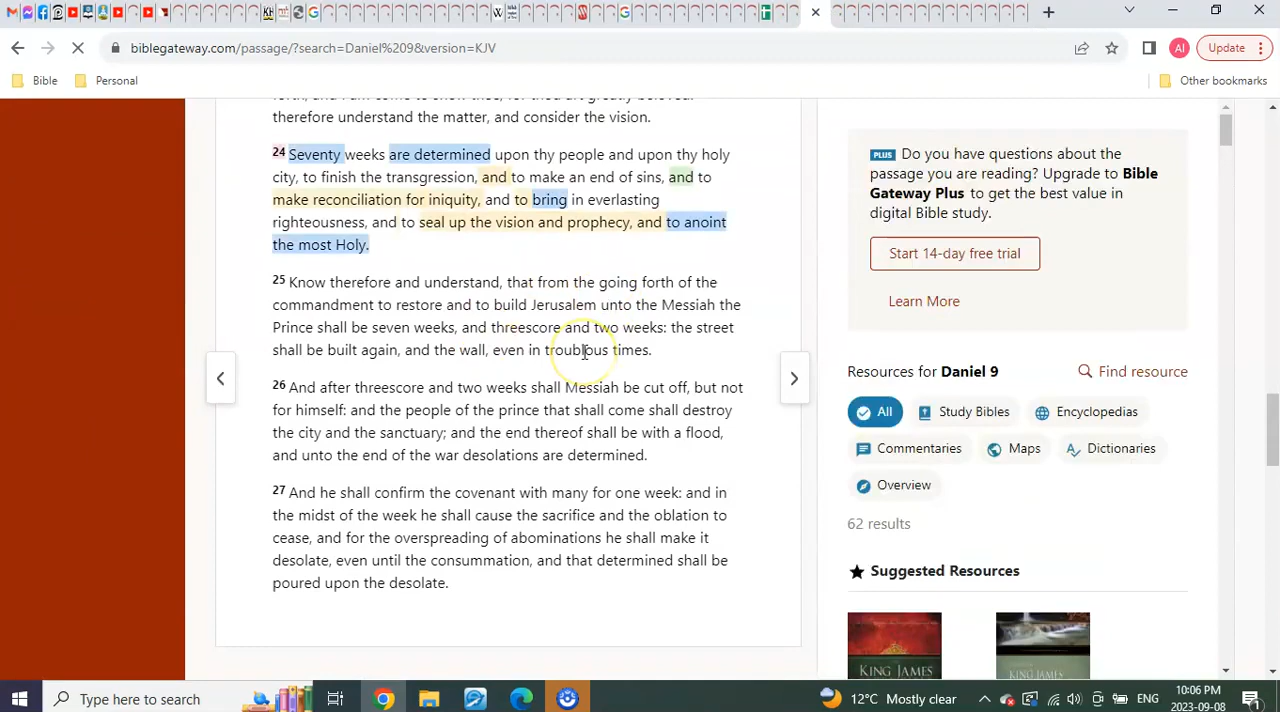 biblegateway.com/passage/?search=Daniel%209&version=KJV
Update
Bible
Personal
Other bookmarks
therefore understand the matter, and consider the vision.
24 Seventy weeks are determined upon thy people and upon thy holy
city, to finish the transgression, and to make an end of sins, and to
make reconciliation for iniquity, and to bring in everlasting
righteousness, and to seal up the vision and prophecy, and to anoint
the most Holy.
25 Know therefore and understand, that from the going forth of the
commandment to restore and to build Jerusalem unto the Messiah the
Prince shall be seven weeks, and threescore and two weeks: the street
shall be built again, and the wall, even in troublous times.
26 And after threescore and two weeks shall Messiah be cut off, but not
for himself: and the people of the prince that shall come shall destroy
the city and the sanctuary; and the end thereof shall be with a flood,
and unto the end of the war desolations are determined.
27 And he shall confirm the covenant with many for one week: and in
the midst of the week he shall cause the sacrifice and the oblation to
cease, and for the overspreading of abominations he shall make it
desolate, even until the consummation, and that determined shall be
poured upon the desolate.
PLUS Do you have questions about the
passage you are reading? Upgrade to Bible
Gateway Plus to get the best value in
digital Bible study.
Start 14-day free trial
Learn More
Resources for Daniel 9
Find resource
All
Study Bibles
Encyclopedias
Commentaries
Maps
Dictionaries
Overview
62 results
Suggested Resources
KING JAMES
KING JAMES
Type here to search
12°C Mostly clear
ENG
10:06 PM
2023-09-08